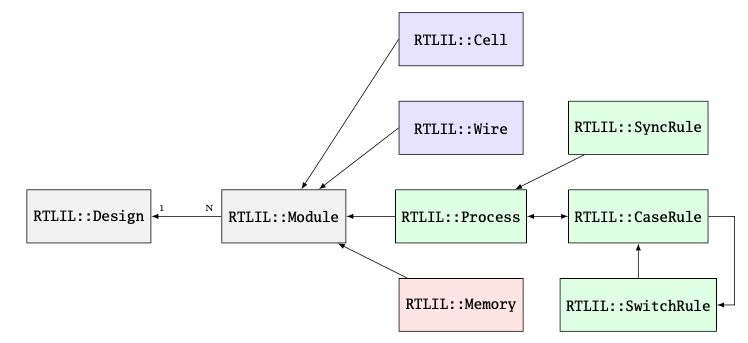 RTLIL::Cell
RTLIL::Wire
RTLIL::SyncRule
RTLIL::Design
1
N
RTLIL::Module
RTLIL::Process
RTLIL::CaseRule
RTLIL::Memory
RTLIL::SwitchRule